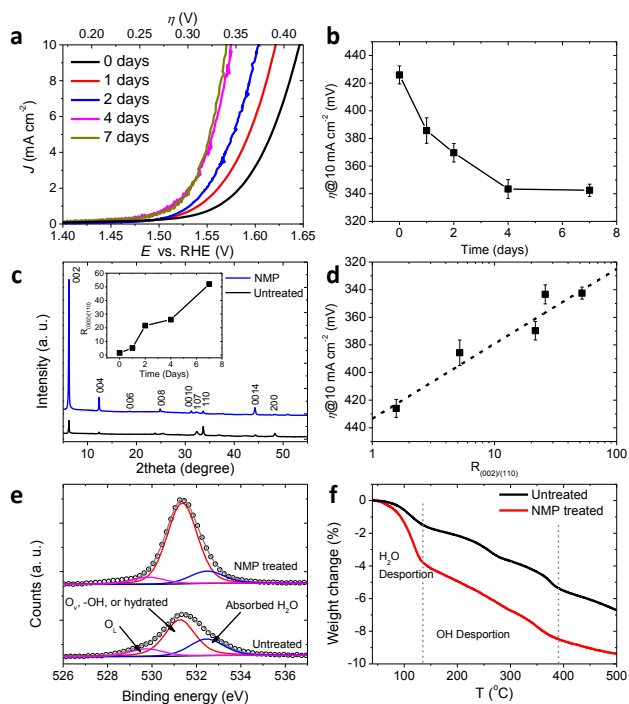 a
η (V)
0.20 0.25 0.30 0.35 0.40
10
8
6
4
2
0
J (mA cm-2)
0 days
1 days
2 days
4 days
7 days
1.40 1.45 1.50 1.55 1.60 1.65
E vs. RHE (V)
b
η@10 mA cm-2 (mV)
440
420
400
380
360
340
320
0 2 4 6 8
Time (days)
c
002
Intensity (a. u.)
NMP
Untreated
R(002)/(110)
60
50
40
30
20
10
0
0 2 4 6 8
Time (Days)
004
006
008
0010
107
110
0014
200
10 20 30 40 50
2theta (degree)
d
η@10 mA cm-2 (mV)
320
340
360
380
400
420
440
1 10 100
R(002)/(110)
e
Counts (a. u.)
NMP treated
Ov, -OH, or hydrated
Absorbed H2O
OL
Untreated
526 528 530 532 534 536
Binding energy (eV)
f
Weight change (%)
0
-2
-4
-6
-8
-10
Untreated
NMP treated
H2O
Desportion
OH Desportion
100 200 300 400 500
T (oC)